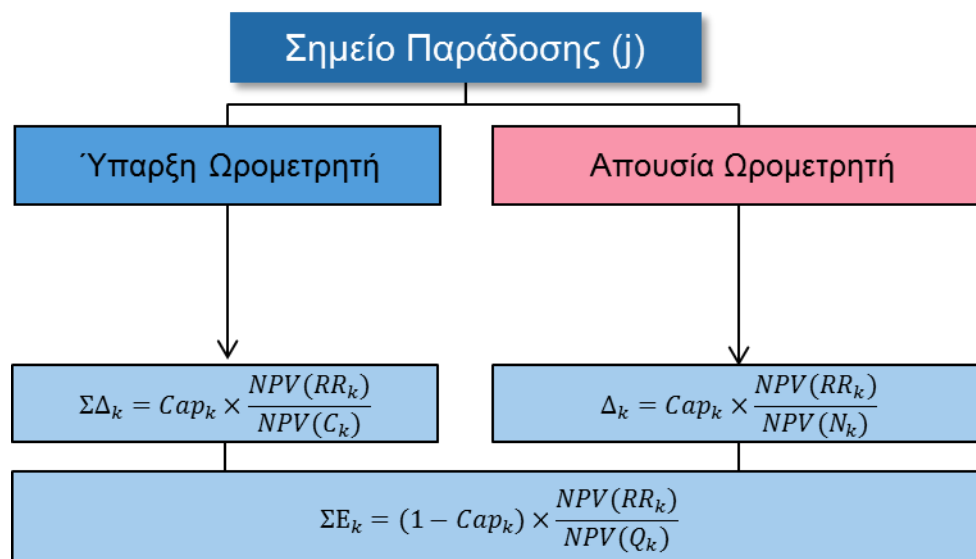 Σημείο Παράδοσης (j)
Ύπαρξη Ωρομετρητή
Απουσία Ωρομετρητή
ΣΔ_k = Cap_k × NPV(RR_k) / NPV(C_k)
Δ_k = Cap_k × NPV(RR_k) / NPV(N_k)
ΣΕ_k = (1 − Cap_k) × NPV(RR_k) / NPV(Q_k)